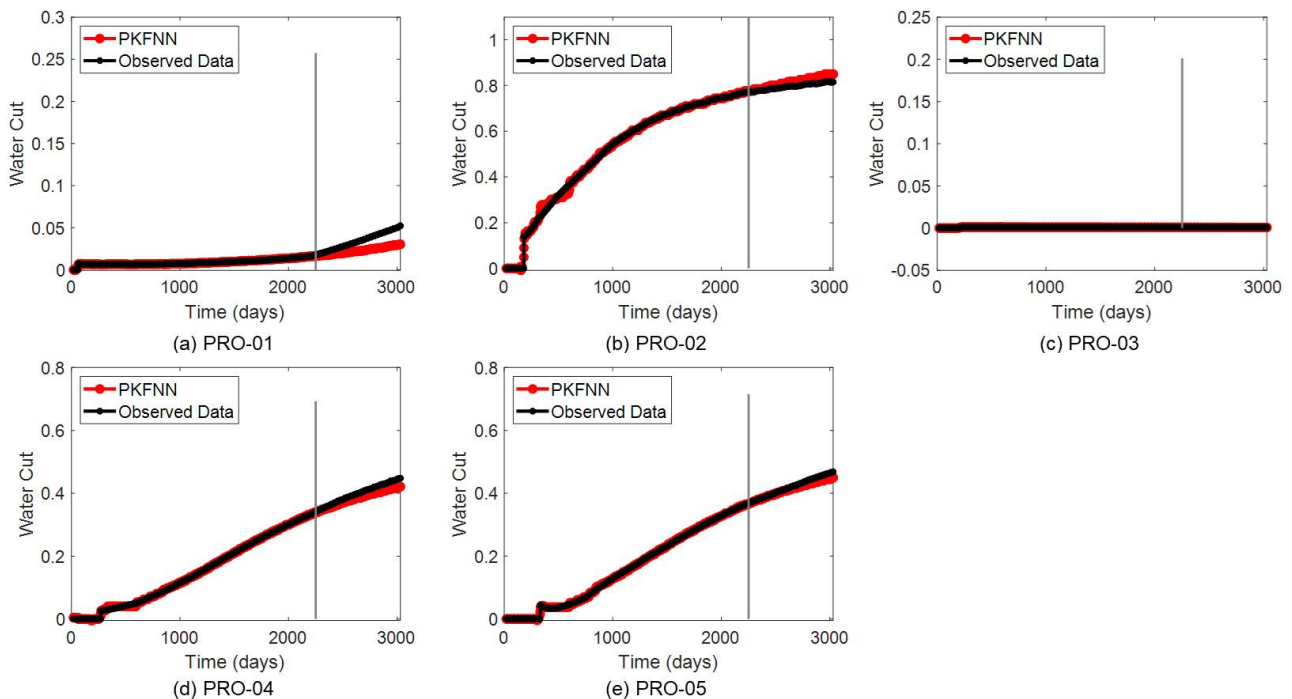 0.3
0.25
0.2
0.15
0.1
0.05
0
Water Cut
PKFNN
Observed Data
0 1000 2000 3000
Time (days)
(a) PRO-01
1
0.8
0.6
0.4
0.2
0
Water Cut
PKFNN
Observed Data
0 1000 2000 3000
Time (days)
(b) PRO-02
0.25
0.2
0.15
0.1
0.05
0
-0.05
Water Cut
PKFNN
Observed Data
0 1000 2000 3000
Time (days)
(c) PRO-03
0.8
0.6
0.4
0.2
0
Water Cut
PKFNN
Observed Data
0 1000 2000 3000
Time (days)
(d) PRO-04
0.8
0.6
0.4
0.2
0
Water Cut
PKFNN
Observed Data
0 1000 2000 3000
Time (days)
(e) PRO-05